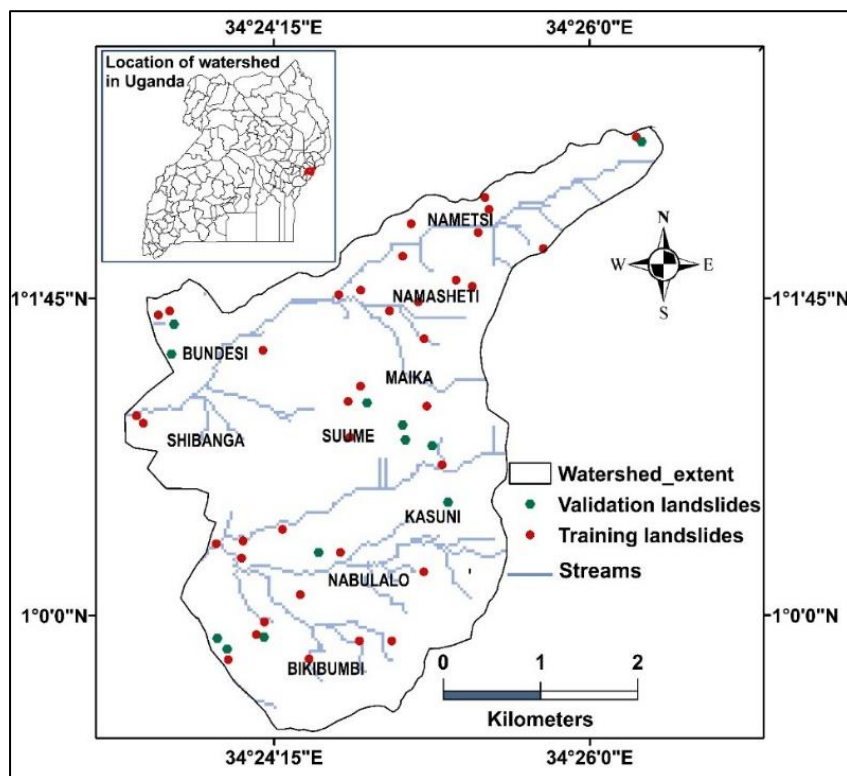 34°24'15"E 34°26'0"E
Location of watershed
in Uganda
NAMETSI
N
W E
S
1°1'45"N 1°1'45"N
NAMASHETI
BUNDESI
MAIKA
SHIBANGA SUUME
Watershed_extent
Validation landslides
KASUNI
Training landslides
NABULALO
Streams
1°0'0"N 1°0'0"N
BIKIBUMBI
0 1 2
Kilometers
34°24'15"E 34°26'0"E